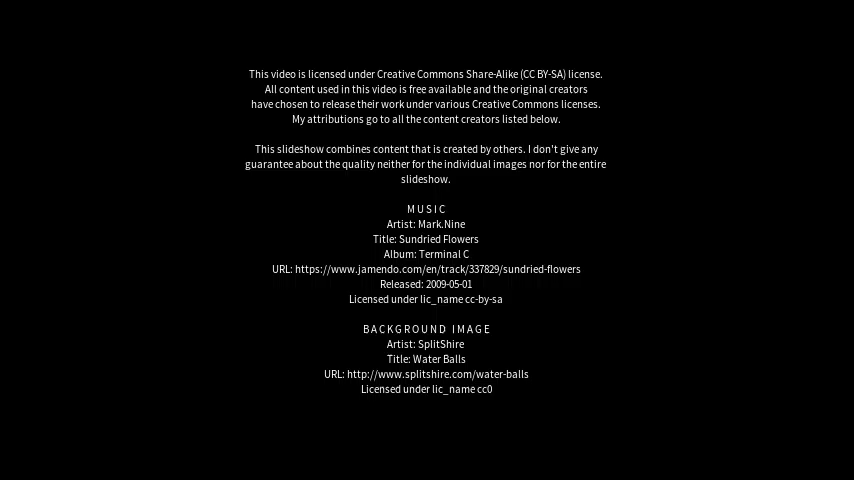 This video is licensed under Creative Commons Share-Alike (CC BY-SA) license.
All content used in this video is free available and the original creators
have chosen to release their work under various Creative Commons licenses.
My attributions go to all the content creators listed below.
This slideshow combines content that is created by others. I don't give any
guarantee about the quality neither for the individual images nor for the entire
slideshow.
MUSIC
Artist: Mark.Nine
Title: Sundried Flowers
Album: Terminal C
URL: https://www.jamendo.com/en/track/337829/sundried-flowers
Released: 2009-05-01
Licensed under lic_name cc-by-sa
BACKGROUND IMAGE
Artist: SplitShire
Title: Water Balls
URL: http://www.splitshire.com/water-balls
Licensed under lic_name cc0